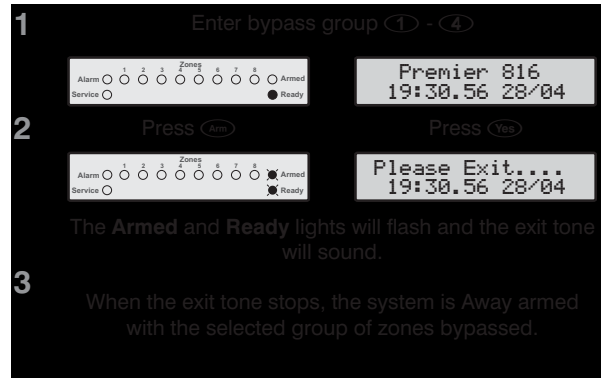 1 Enter bypass group 1 - 4
Zones
1 2 3 4 5 6 7 8
Alarm Armed
Service Ready
Premier 816
19:30.56 28/04
2 Press Arm Press Yes
Zones
1 2 3 4 5 6 7 8
Alarm Armed
Service Ready
Please Exit....
19:30.56 28/04
The Armed and Ready lights will flash and the exit tone
will sound.
3
When the exit tone stops, the system is Away armed
with the selected group of zones bypassed.